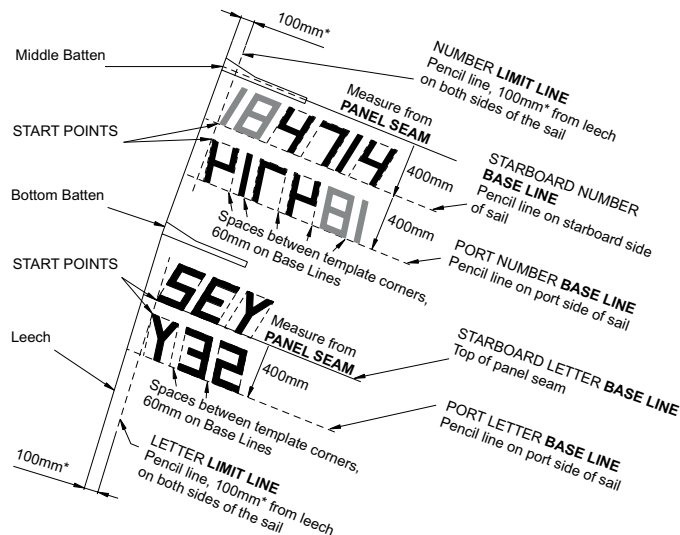 100mm*
Middle Batten
NUMBER LIMIT LINE
Pencil line, 100mm* from leech
on both sides of the sail
Measure from
PANEL SEAM
184714
START POINTS
400mm
STARBOARD NUMBER
BASE LINE
Pencil line on starboard side
of sail
400mm
Bottom Batten
Spaces between template corners,
60mm on Base Lines
PORT NUMBER BASE LINE
Pencil line on port side of sail
START POINTS
SEY
Measure from
PANEL SEAM
STARBOARD LETTER BASE LINE
Top of panel seam
Leech
400mm
Spaces between template corners,
60mm on Base Lines
PORT LETTER BASE LINE
Pencil line on port side of sail
LETTER LIMIT LINE
Pencil line, 100mm* from leech
on both sides of the sail
100mm*